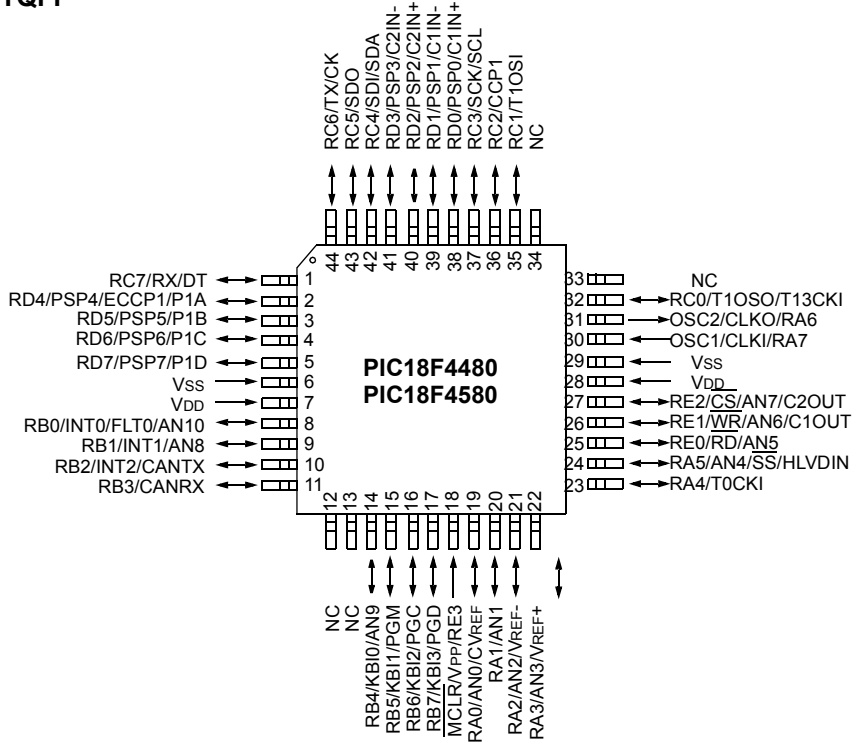 RC6/TX/CK
RC5/SDO
RC4/SDI/SDA
RD3/PSP3/C2IN-
RD2/PSP2/C2IN+
RD1/PSP1/C1IN-
RD0/PSP0/C1IN+
RC3/SCK/SCL
RC2/CCP1
RC1/T1OSI
NC
44
43
42
41
40
39
38
37
36
35
34
RC7/RX/DT 1
RD4/PSP4/ECCP1/P1A 2
RD5/PSP5/P1B 3
RD6/PSP6/P1C 4
RD7/PSP7/P1D 5
VSS 6
VDD 7
RB0/INT0/FLT0/AN10 8
RB1/INT1/AN8 9
RB2/INT2/CANTX 10
RB3/CANRX 11
PIC18F4480
PIC18F4580
33 NC
32 RC0/T1OSO/T13CKI
31 OSC2/CLKO/RA6
30 OSC1/CLKI/RA7
29 VSS
28 VDD
27 RE2/CS/AN7/C2OUT
26 RE1/WR/AN6/C1OUT
25 RE0/RD/AN5
24 RA5/AN4/SS/HLVDIN
23 RA4/T0CKI
12
13
14
15
16
17
18
19
20
21
22
NC
NC
RB4/KBI0/AN9
RB5/KBI1/PGM
RB6/KBI2/PGC
RB7/KBI3/PGD
MCLR/VPP/RE3
RA0/AN0/CVREF
RA1/AN1
RA2/AN2/VREF-
RA3/AN3/VREF+